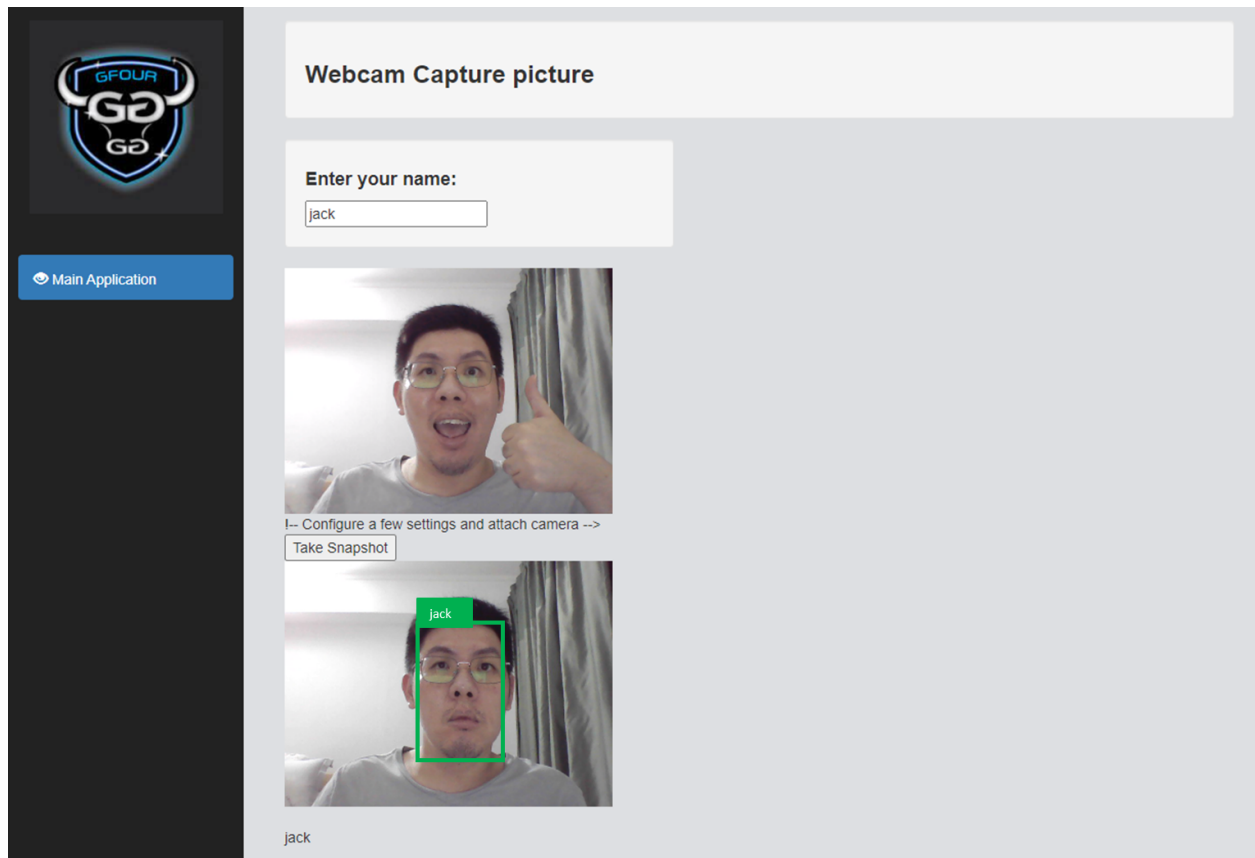 GFOUR
GG
GG
Main Application
Webcam Capture picture
Enter your name:
jack
!-- Configure a few settings and attach camera -->
Take Snapshot
jack
jack